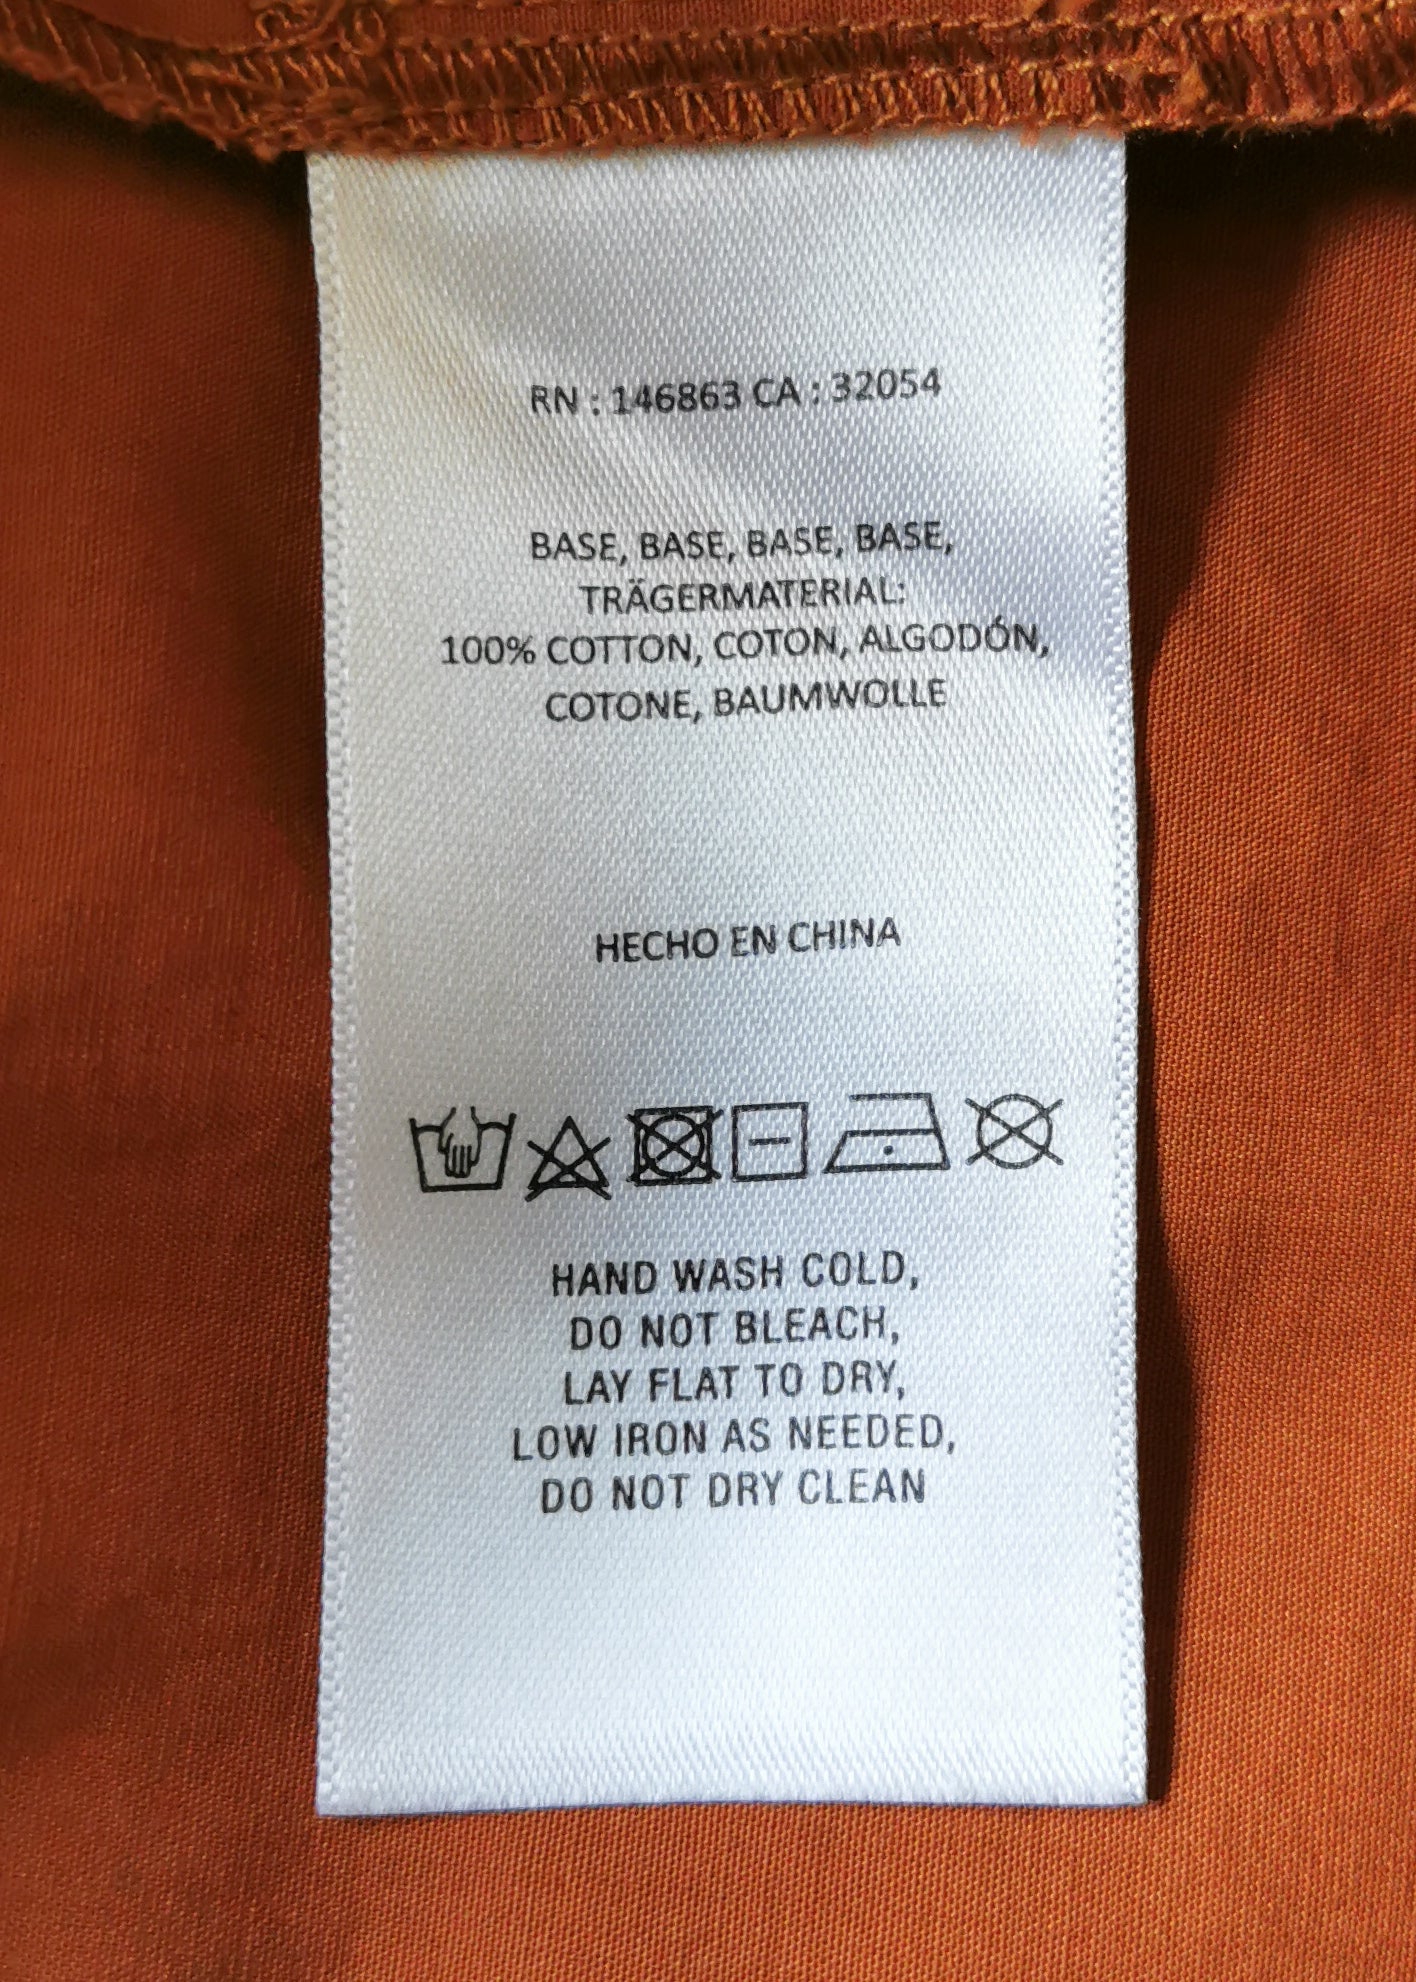 RN : 146863 CA : 32054
BASE, BASE, BASE, BASE,
TRÄGERMATERIAL:
100% COTTON, COTON, ALGODÓN,
COTONE, BAUMWOLLE
HECHO EN CHINA
HAND WASH COLD,
DO NOT BLEACH,
LAY FLAT TO DRY,
LOW IRON AS NEEDED,
DO NOT DRY CLEAN